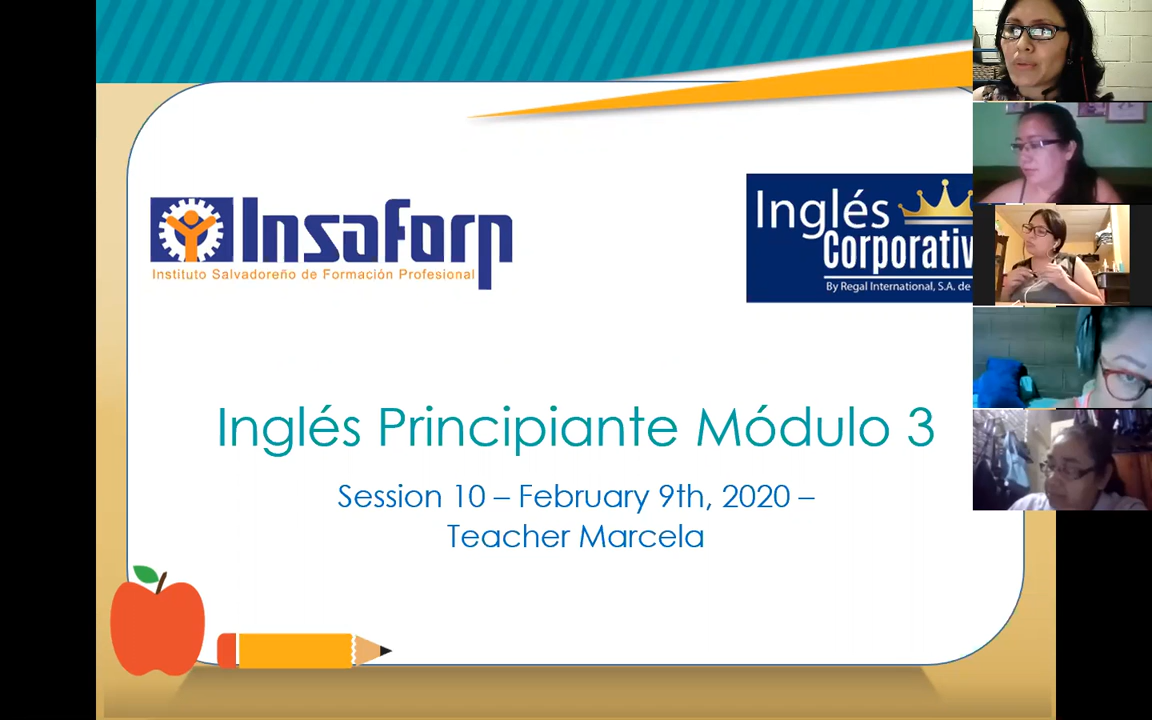 Insaforp
Instituto Salvadoreño de Formación Profesional
Inglés
Corporativ
By Regal International, S.A. de
Inglés Principiante Módulo 3
Session 10 – February 9th, 2020 –
Teacher Marcela